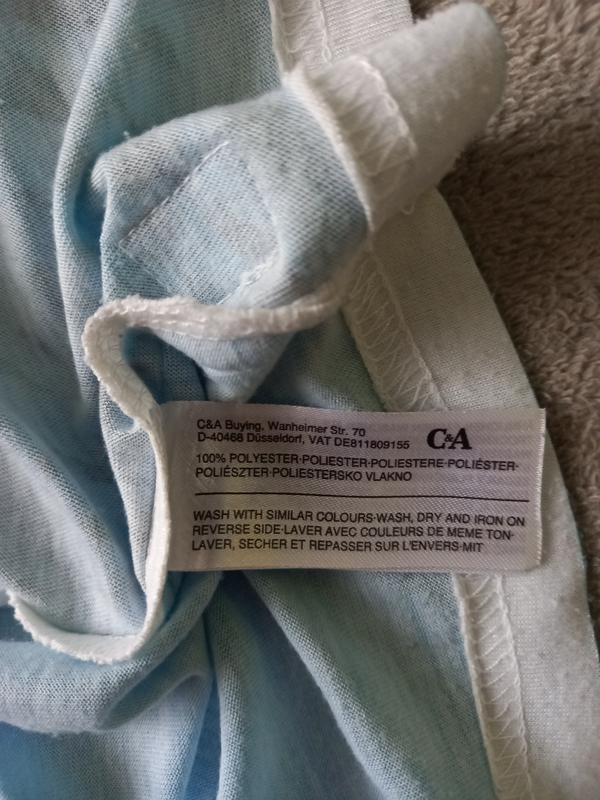 C&A Buying, Wanheimer Str. 70
D-40468 Düsseldorf, VAT DE811809155
C&A
100% POLYESTER·POLIESTER·POLIESTERE·POLIÉSTER·
POLIÉSZTER·POLIESTERSKO VLAKNO
WASH WITH SIMILAR COLOURS·WASH, DRY AND IRON ON
REVERSE SIDE·LAVER AVEC COULEURS DE MEME TON·
LAVER, SECHER ET REPASSER SUR L'ENVERS·MIT